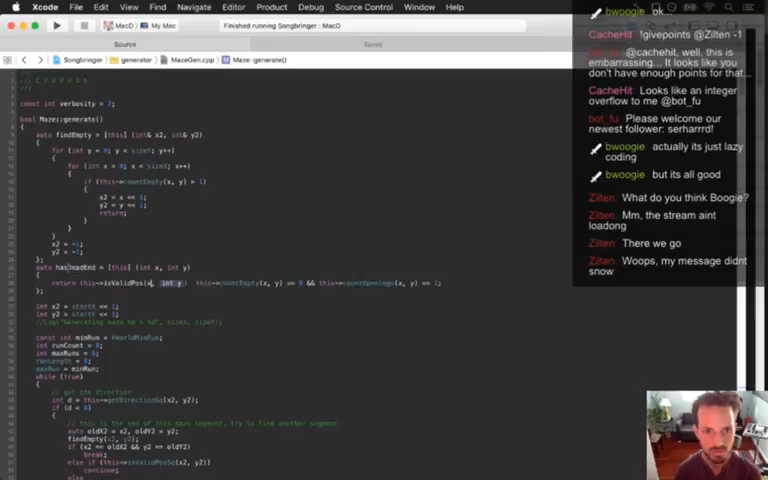 Xcode File Edit View Find Navigate Editor Product Debug Source Control Window Help
MacD My Mac
Finished running Songbringer : MacD
Source
Songbringer generator MazeGen.cpp Maze::generate()
const int verbosity = 2;
bool Maze::generate()
{
auto findEmpty = [this] (int& x2, int& y2)
{
for (int y = 0; y < sizeY; y++)
{
for (int x = 0; x < sizeX; x++)
{
if (this->countEmpty(x, y) > 1)
{
x2 = x << 1;
y2 = y << 1;
return;
}
}
}
x2 = -1;
y2 = -1;
};
auto hasDeadEnd = [this] (int x, int y)
{
return this->isValidPos(x, int y) this->countEmpty(x, y) == 0 && this->countOpenings(x, y) == 1;
};
int x2 = startX << 1;
int y2 = startY << 1;
//Log("Generating maze %d x %d", sizeX, sizeY);
const int minRun = kWorldMinRun;
int runCount = 0;
int maxRuns = 0;
runLength = 0;
maxRun = minRun;
while (true)
{
// get the direction
int d = this->getDirectionSq(x2, y2);
if (d < 0)
{
// this is the end of this maze segment, try to find another segment
auto oldX2 = x2, oldY2 = y2;
findEmpty(x2, y2);
if (x2 == oldX2 && y2 == oldY2)
break;
else if (this->isValidPosSq(x2, y2))
continue;
bwoogie ok...
CacheHit !givepoints @Zilten -1
bot_fu @cachehit, well, this is
embarrassing... It looks like you
don't have enough points for that...
CacheHit Looks like an integer
overflow to me @bot_fu
bot_fu Please welcome our
newest follower: serharrrd!
bwoogie actually its just lazy
coding
bwoogie but its all good
Zilten What do you think Boogie?
Zilten Mm, the stream aint
loadong
Zilten There we go
Zilten Woops, my message didnt
snow